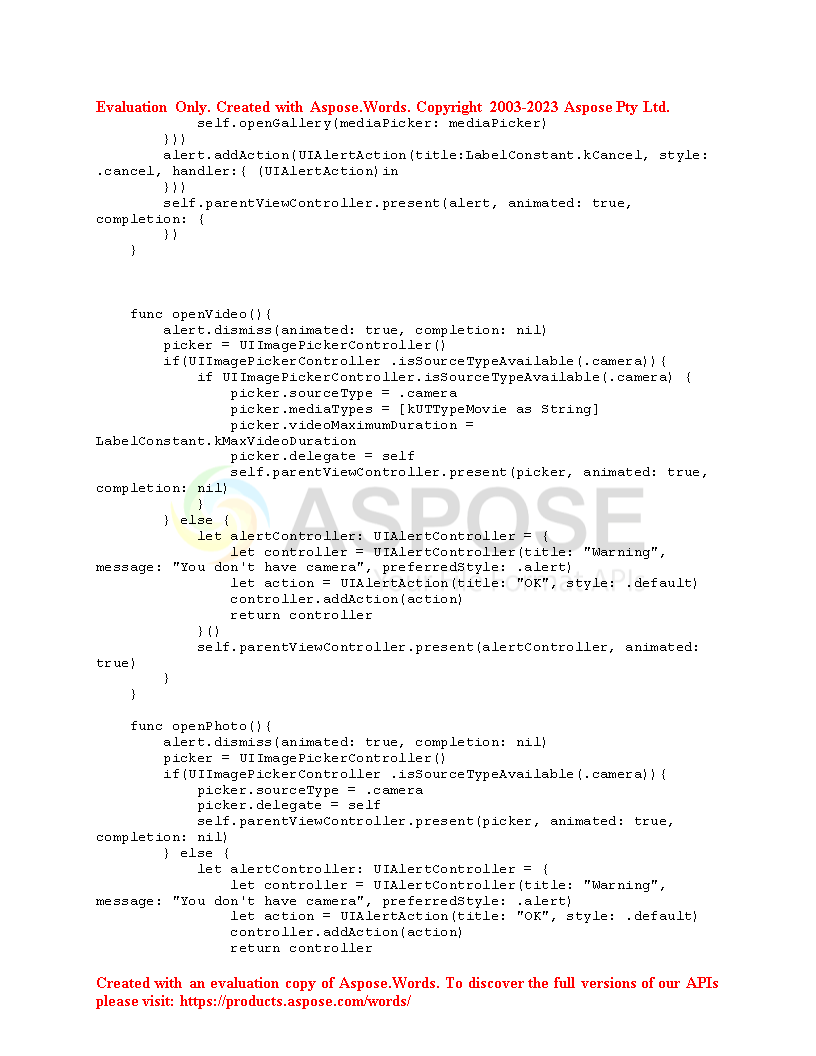 Evaluation Only. Created with Aspose.Words. Copyright 2003-2023 Aspose Pty Ltd.
            self.openGallery(mediaPicker: mediaPicker)
        }))
        alert.addAction(UIAlertAction(title:LabelConstant.kCancel, style:
.cancel, handler:{ (UIAlertAction)in
        }))
        self.parentViewController.present(alert, animated: true,
completion: {
        })
    }
    func openVideo(){
        alert.dismiss(animated: true, completion: nil)
        picker = UIImagePickerController()
        if(UIImagePickerController .isSourceTypeAvailable(.camera)){
            if UIImagePickerController.isSourceTypeAvailable(.camera) {
                picker.sourceType = .camera
                picker.mediaTypes = [kUTTypeMovie as String]
                picker.videoMaximumDuration =
LabelConstant.kMaxVideoDuration
                picker.delegate = self
                self.parentViewController.present(picker, animated: true,
completion: nil)
            }
        } else {
            let alertController: UIAlertController = {
                let controller = UIAlertController(title: "Warning",
message: "You don't have camera", preferredStyle: .alert)
                let action = UIAlertAction(title: "OK", style: .default)
                controller.addAction(action)
                return controller
            }()
            self.parentViewController.present(alertController, animated:
true)
        }
    }
    func openPhoto(){
        alert.dismiss(animated: true, completion: nil)
        picker = UIImagePickerController()
        if(UIImagePickerController .isSourceTypeAvailable(.camera)){
            picker.sourceType = .camera
            picker.delegate = self
            self.parentViewController.present(picker, animated: true,
completion: nil)
        } else {
            let alertController: UIAlertController = {
                let controller = UIAlertController(title: "Warning",
message: "You don't have camera", preferredStyle: .alert)
                let action = UIAlertAction(title: "OK", style: .default)
                controller.addAction(action)
                return controller
ASPOSE
Created with an evaluation copy of Aspose.Words. To discover the full versions of our APIs
please visit: https://products.aspose.com/words/